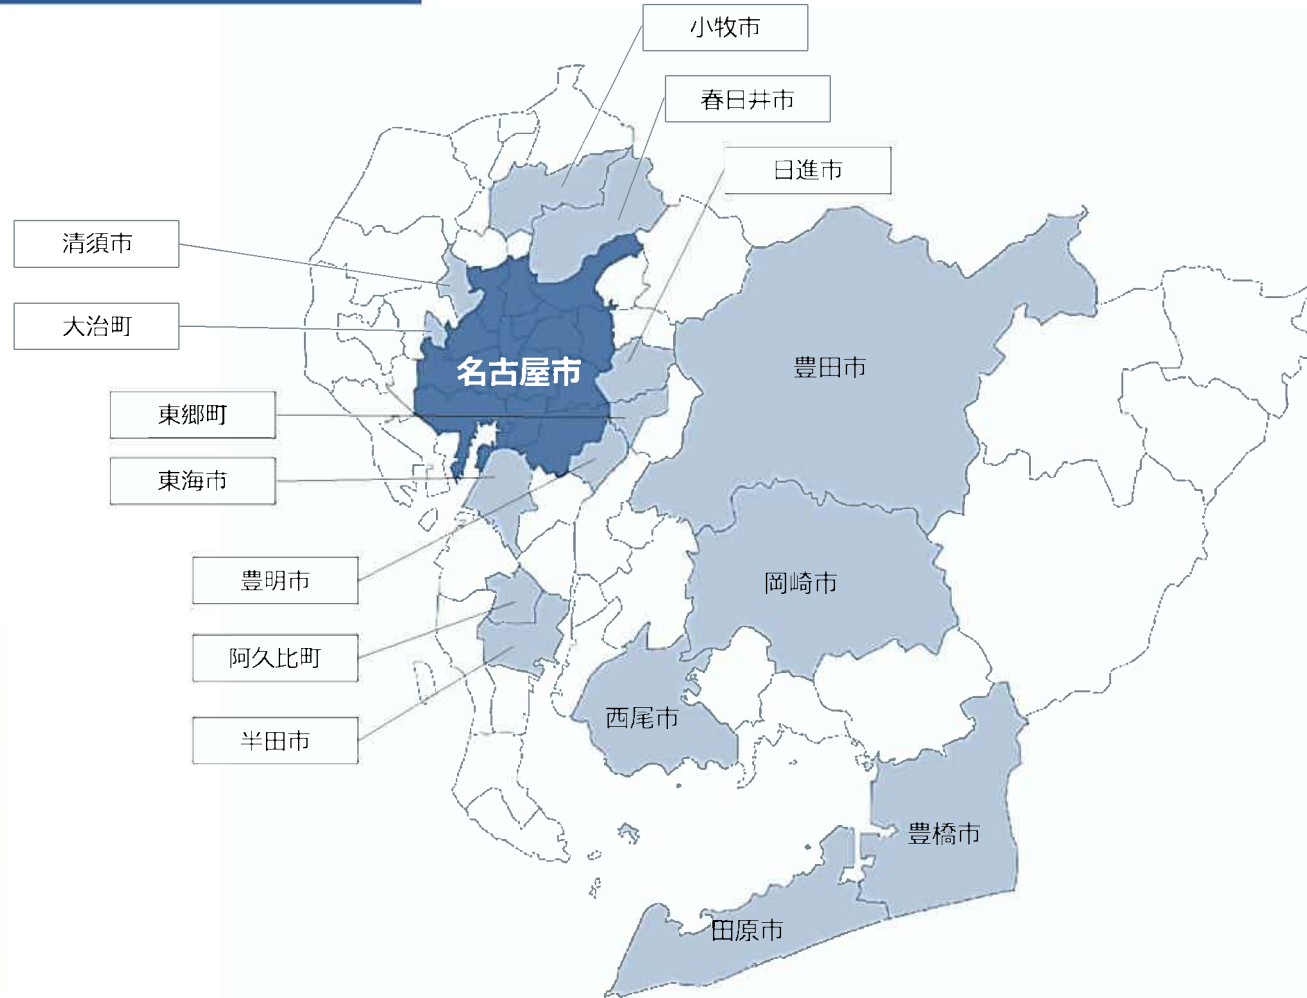 小牧市
春日井市
日進市
清須市
大治町
名古屋市
豊田市
東郷町
東海市
豊明市
岡崎市
阿久比町
西尾市
半田市
豊橋市
田原市